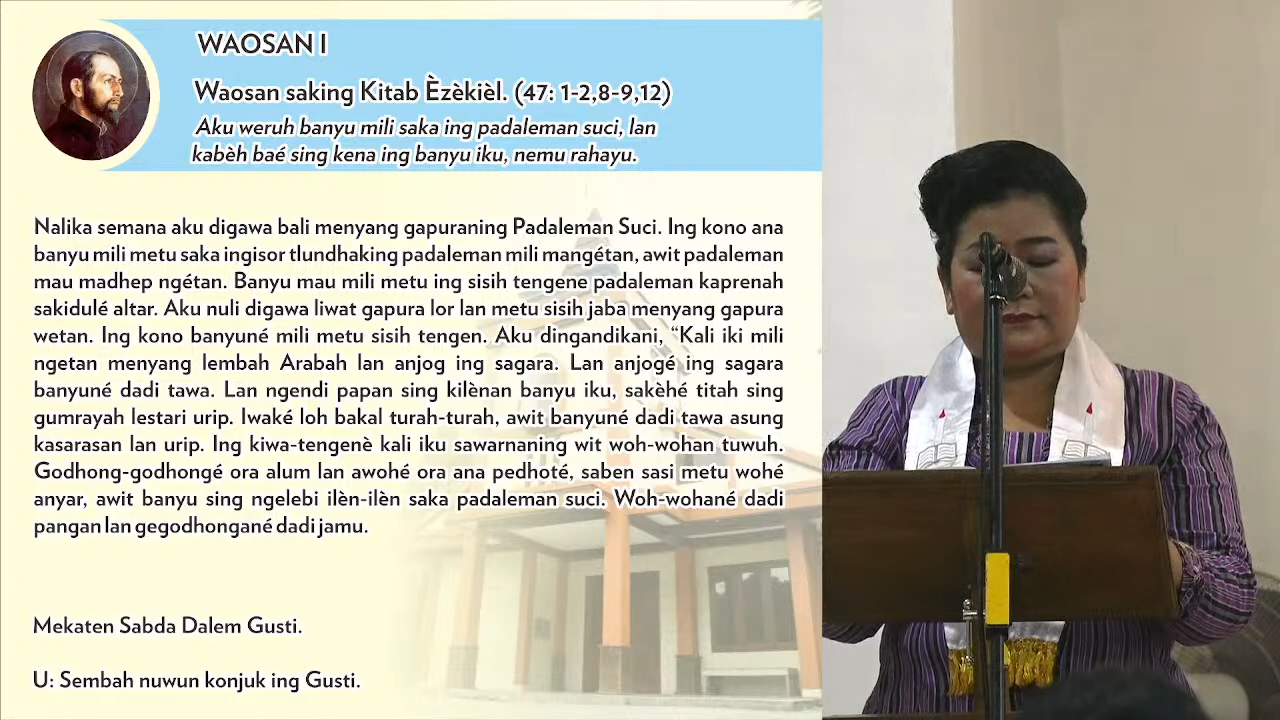 WAOSAN I
Waosan saking Kitab Èzèkièl. (47: 1-2,8-9,12)
Aku weruh banyu mili saka ing padaleman suci, lan
kabèh baé sing kena ing banyu iku, nemu rahayu.
Nalika semana aku digawa bali menyang gapuraning Padaleman Suci. Ing kono ana
banyu mili metu saka ingisor tlundhaking padaleman mili mangétan, awit padaleman
mau madhep ngétan. Banyu mau mili metu ing sisih tengene padaleman kaprenah
sakidulé altar. Aku nuli digawa liwat gapura lor lan metu sisih jaba menyang gapura
wetan. Ing kono banyuné mili metu sisih tengen. Aku dingandikani, “Kali iki mili
ngetan menyang lembah Arabah lan anjog ing sagara. Lan anjogé ing sagara
banyuné dadi tawa. Lan ngendi papan sing kilènan banyu iku, sakèhé titah sing
gumrayah lestari urip. Iwaké loh bakal turah-turah, awit banyuné dadi tawa asung
kasarasan lan urip. Ing kiwa-tengenè kali iku sawarnaning wit woh-wohan tuwuh.
Godhong-godhongé ora alum lan awohé ora ana pedhoté, saben sasi metu wohé
anyar, awit banyu sing ngelebi ilèn-ilèn saka padaleman suci. Woh-wohané dadi
pangan lan gegodhongané dadi jamu.
Mekaten Sabda Dalem Gusti.
U: Sembah nuwun konjuk ing Gusti.